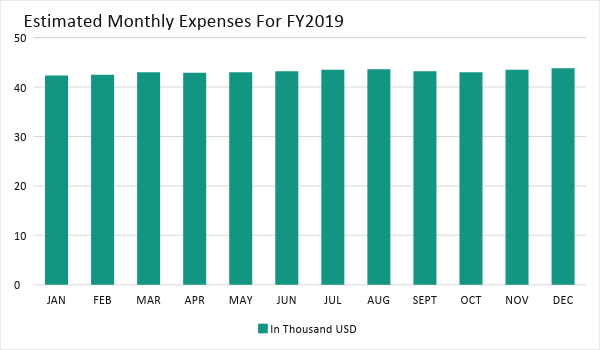 Estimated Monthly Expenses For FY2019
50
40
30
20
10
0
JAN FEB MAR APR MAY JUN JUL AUG SEPT OCT NOV DEC
In Thousand USD